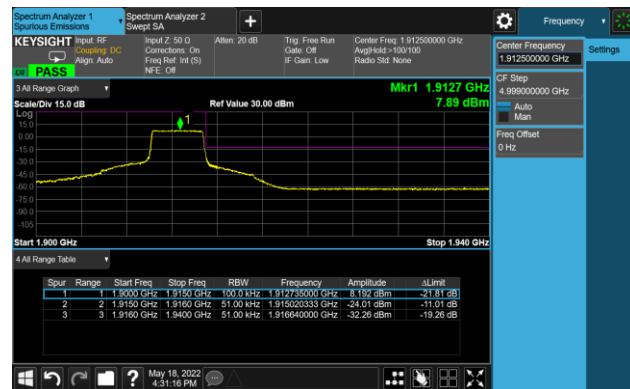 Spectrum Analyzer 1
Spurious Emissions
Spectrum Analyzer 2
Swept SA
Frequency
KEYSIGHT
Input: RF
Coupling: DC
Align: Auto
Input Z: 50 Ω
Corrections: On
Freq Ref: Int (S)
NFE: Off
Atten: 20 dB
Trig: Free Run
Gate: Off
IF Gain: Low
Center Freq: 1.912500000 GHz
Avg|Hold:>100/100
Radio Std: None
PASS
Center Frequency
1.912500000 GHz
Settings
CF Step
4.999000000 GHz
Auto
Man
Freq Offset
0 Hz
3 All Range Graph
Mkr1 1.9127 GHz
Scale/Div 15.0 dB
Ref Value 30.00 dBm
7.89 dBm
Log
15.0
0.00
-15.0
-30.0
-45.0
-60.0
-75.0
-90.0
-105
1
Start 1.900 GHz
Stop 1.940 GHz
4 All Range Table
Spur Range Start Freq Stop Freq RBW Frequency Amplitude ΔLimit
1 1 1.9000 GHz 1.9150 GHz 100.0 kHz 1.912735000 GHz 8.192 dBm -21.81 dB
2 2 1.9150 GHz 1.9160 GHz 51.00 kHz 1.915020333 GHz -24.01 dBm -11.01 dB
3 3 1.9160 GHz 1.9400 GHz 51.00 kHz 1.916640000 GHz -32.26 dBm -19.26 dB
May 18, 2022
4:31:16 PM